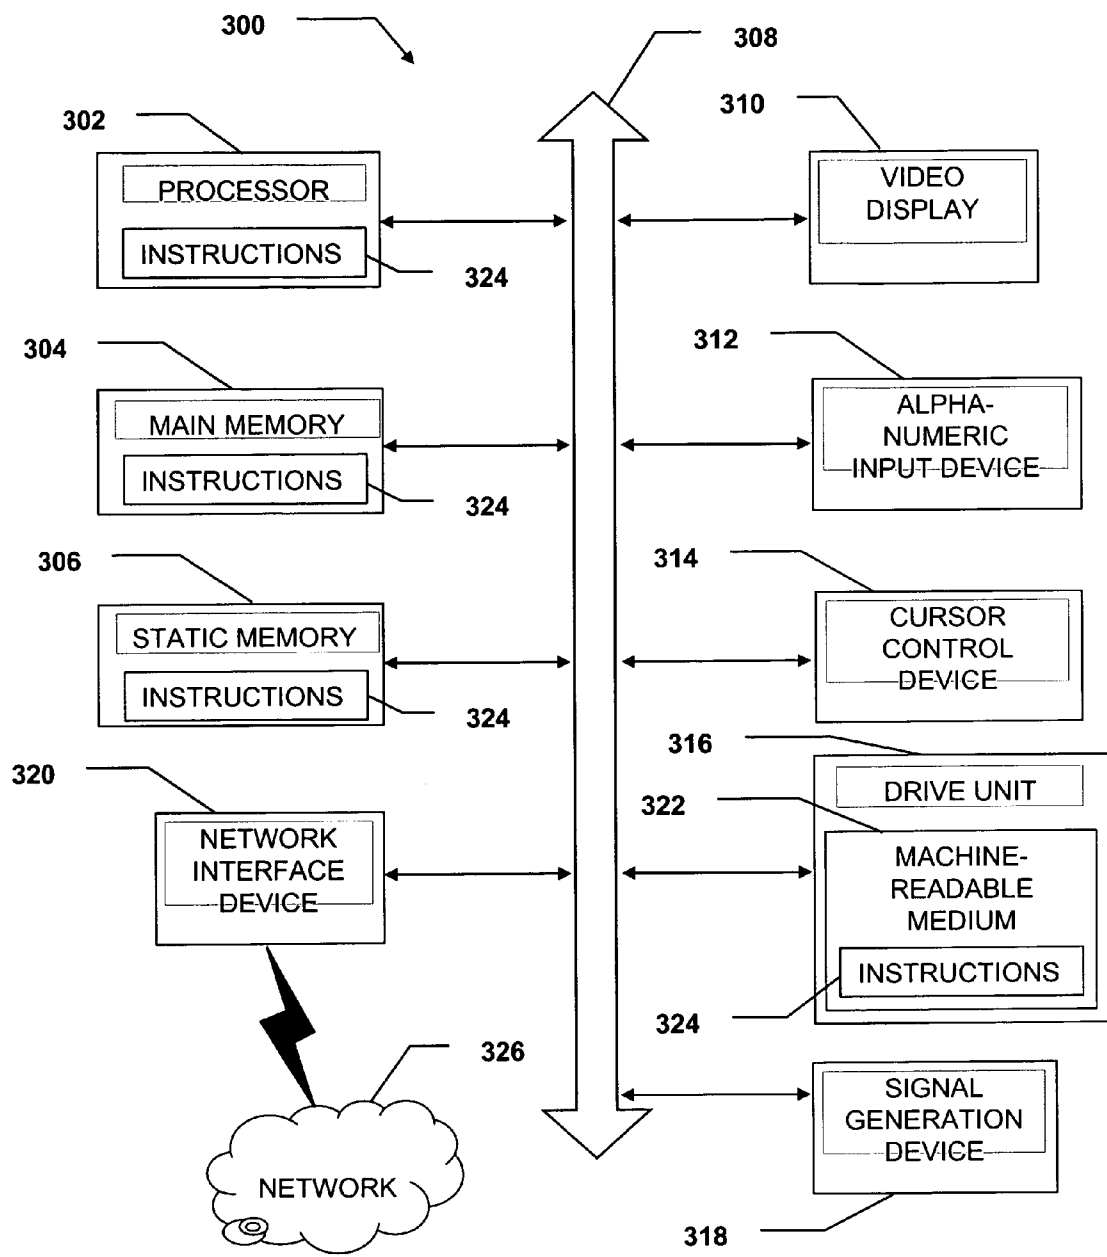 300
308
302
310
PROCESSOR
INSTRUCTIONS
324
VIDEO
DISPLAY
304
312
MAIN MEMORY
INSTRUCTIONS
324
ALPHA-
NUMERIC
INPUT DEVICE
306
314
STATIC MEMORY
INSTRUCTIONS
324
CURSOR
CONTROL
DEVICE
320
316
NETWORK
INTERFACE
DEVICE
DRIVE UNIT
322
MACHINE-
READABLE
MEDIUM
INSTRUCTIONS
324
326
NETWORK
SIGNAL
GENERATION
DEVICE
318